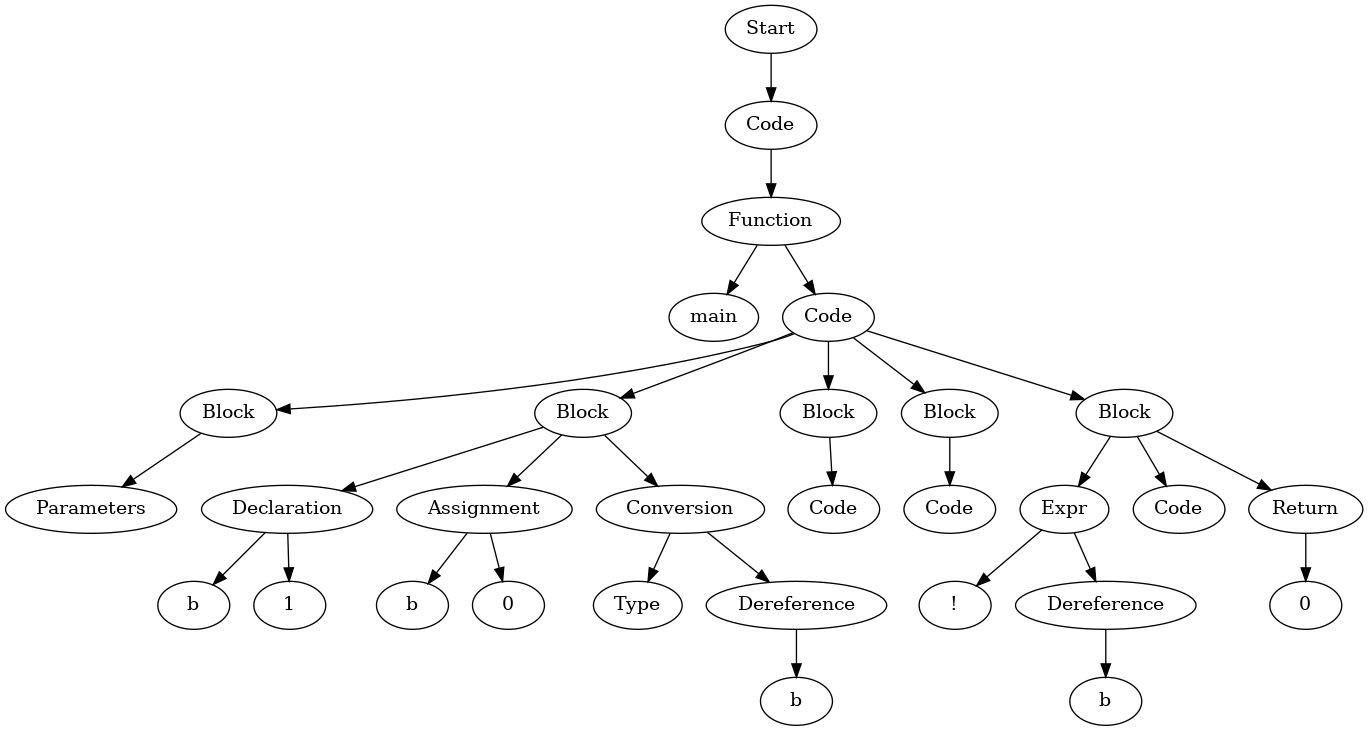 Start
Code
Function
main Code
Block Block Block Block Block
Parameters Declaration Assignment Conversion Code Code Expr Code Return
b 1 b 0 Type Dereference ! Dereference 0
b b